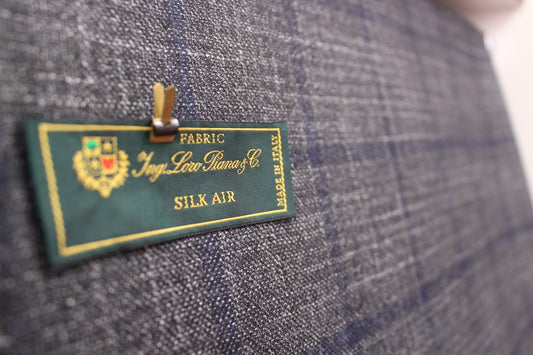 FABRIC
Ing. Loro Piana & C.
SILK AIR
MADE IN ITALY